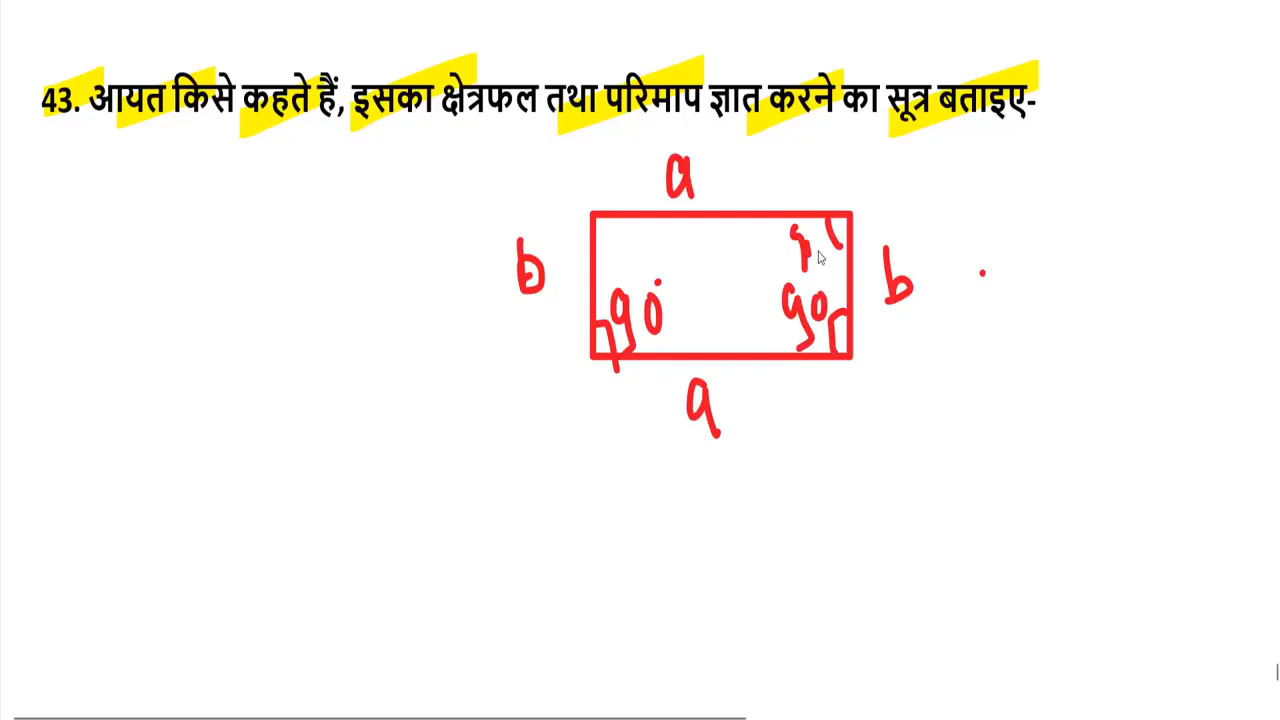 43. आयत किसे कहते हैं, इसका क्षेत्रफल तथा परिमाप ज्ञात करने का सूत्र बताइए-
a
b
b
90°
90
a